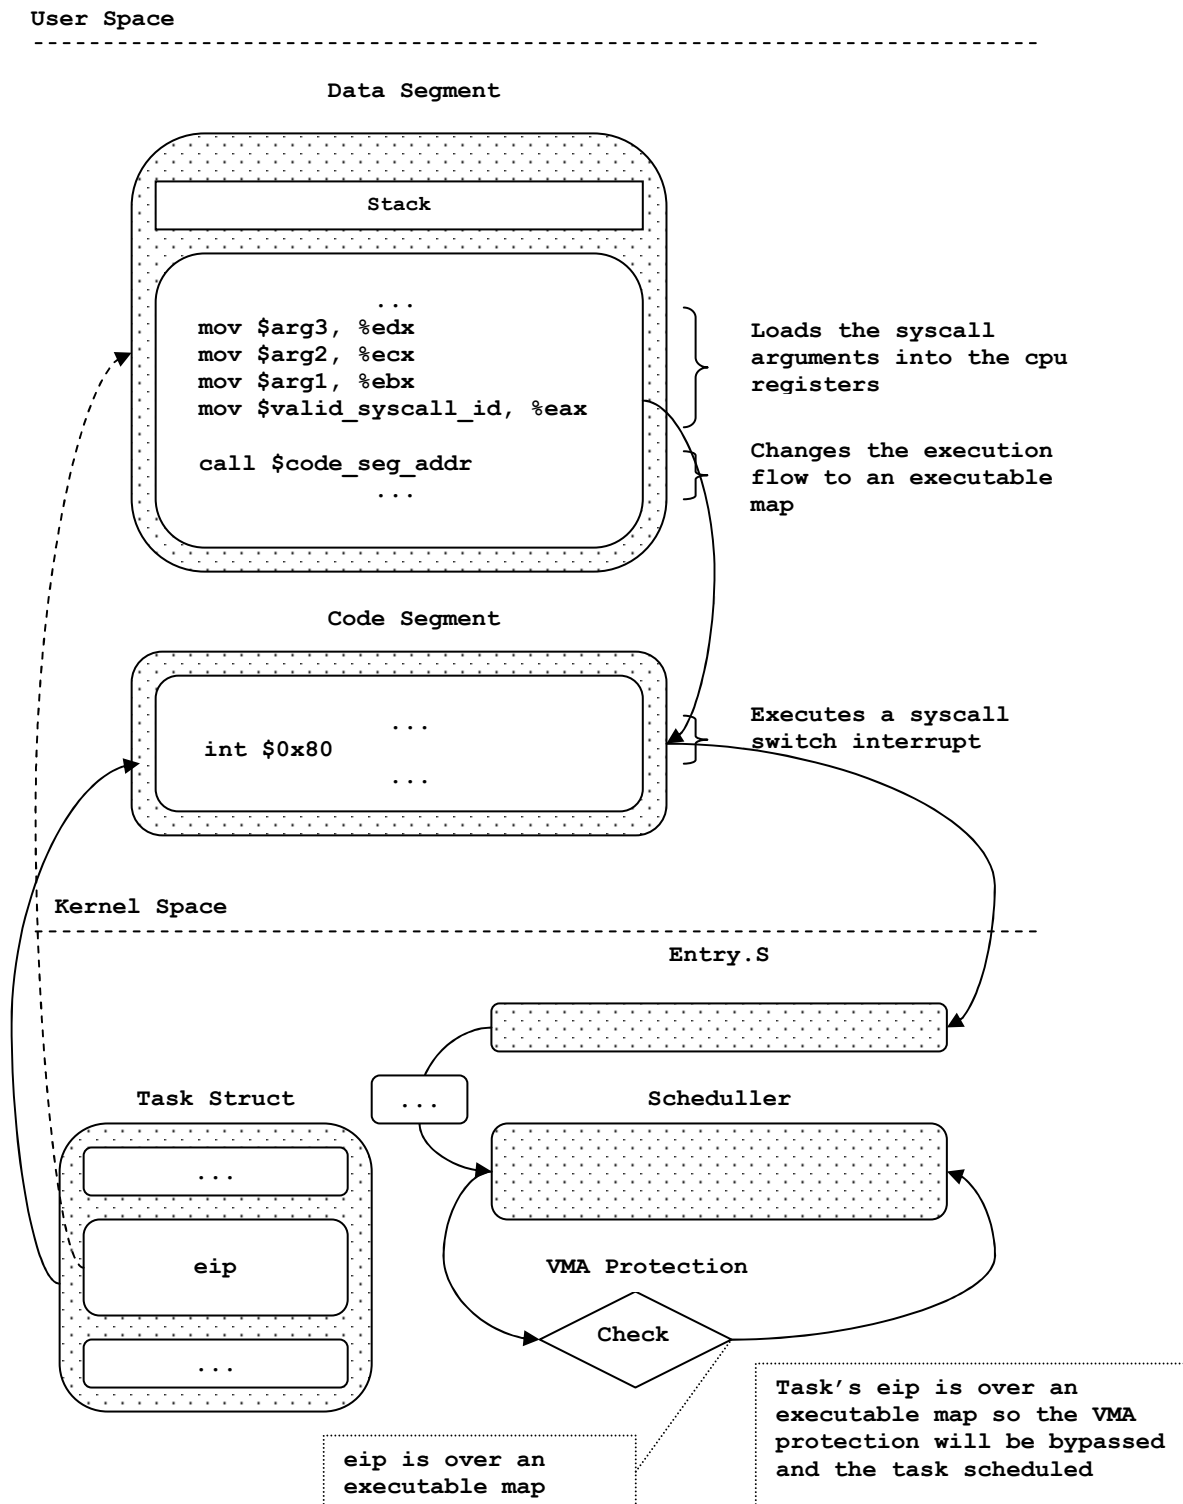 User Space
Data Segment
Stack
...
mov $arg3, %edx
mov $arg2, %ecx
mov $arg1, %ebx
mov $valid_syscall_id, %eax
call $code_seg_addr
...
Loads the syscall
arguments into the cpu
registers
Changes the execution
flow to an executable
map
Code Segment
...
int $0x80
...
Executes a syscall
switch interrupt
Kernel Space
Entry.S
...
Task Struct
...
eip
...
Scheduller
VMA Protection
Check
eip is over an
executable map
Task’s eip is over an
executable map so the VMA
protection will be bypassed
and the task scheduled